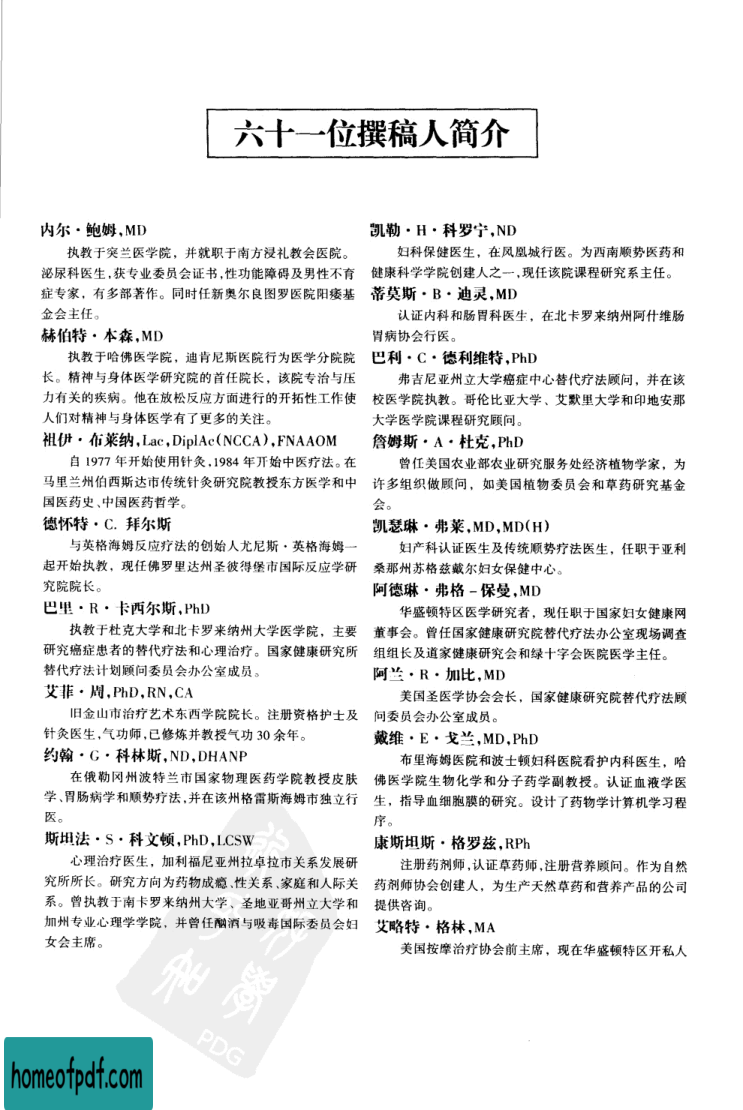 六十一位撰稿人简介
内尔·鲍姆,MD
执教于突兰医学院，并就职于南方浸礼教会医院。
泌尿科医生,获专业委员会证书,性功能障碍及男性不育
症专家，有多部著作。同时任新奥尔良图罗医院阳痿基
金会主任。
赫伯特·本森,MD
执教于哈佛医学院，迪肯尼斯医院行为医学分院院
长。精神与身体医学研究院的首任院长，该院专治与压
力有关的疾病。他在放松反应方面进行的开拓性工作使
人们对精神与身体医学有了更多的关注。
祖伊·布莱纳,Lac,DiplAc(NCCA),FNAAOM
自 1977 年开始使用针灸,1984 年开始中医疗法。在
马里兰州伯西斯达市传统针灸研究院教授东方医学和中
国医药史、中国医药哲学。
德怀特·C. 拜尔斯
与英格海姆反应疗法的创始人尤尼斯·英格海姆一
起开始执教，现任佛罗里达州圣彼得堡市国际反应学研
究院院长。
巴里·R·卡西尔斯,PhD
执教于杜克大学和北卡罗来纳州大学医学院，主要
研究癌症患者的替代疗法和心理治疗。国家健康研究所
替代疗法计划顾问委员会办公室成员。
艾菲·周,PhD,RN,CA
旧金山市治疗艺术东西学院院长。注册资格护士及
针灸医生,气功师,已修炼并教授气功 30 余年。
约翰·G·科林斯,ND,DHANP
在俄勒冈州波特兰市国家物理医药学院教授皮肤
学、胃肠病学和顺势疗法,并在该州格雷斯海姆市独立行
医。
斯坦法·S·科文顿,PhD,LCSW
心理治疗医生，加利福尼亚州拉卓拉市关系发展研
究所所长。研究方向为药物成瘾、性关系、家庭和人际关
系。曾执教于南卡罗来纳州大学、圣地亚哥州立大学和
加州专业心理学学院，并曾任酗酒与吸毒国际委员会妇
女会主席。
凯勒·H·科罗宁,ND
妇科保健医生，在凤凰城行医。为西南顺势医药和
健康科学学院创建人之一,现任该院课程研究系主任。
蒂莫斯·B·迪灵,MD
认证内科和肠胃科医生，在北卡罗来纳州阿什维肠
胃病协会行医。
巴利·C·德利维特,PhD
弗吉尼亚州立大学癌症中心替代疗法顾问，并在该
校医学院执教。哥伦比亚大学、艾默里大学和印地安那
大学医学院课程研究顾问。
詹姆斯·A·杜克,PhD
曾任美国农业部农业研究服务处经济植物学家，为
许多组织做顾问，如美国植物委员会和草药研究基金
会。
凯瑟琳·弗莱,MD,MD(H)
妇产科认证医生及传统顺势疗法医生，任职于亚利
桑那州苏格兹戴尔妇女保健中心。
阿德琳·弗格－保曼,MD
华盛顿特区医学研究者，现任职于国家妇女健康网
董事会。曾任国家健康研究院替代疗法办公室现场调查
组组长及道家健康研究会和绿十字会医院医学主任。
阿兰·R·加比,MD
美国圣医学协会会长，国家健康研究院替代疗法顾
问委员会办公室成员。
戴维·E·戈兰,MD,PhD
布里海姆医院和波士顿妇科医院看护内科医生，哈
佛医学院生物化学和分子药学副教授。认证血液学医
生，指导血细胞膜的研究。设计了药物学计算机学习程
序。
康斯坦斯·格罗兹,RPh
注册药剂师,认证草药师,注册营养顾问。作为自然
药剂师协会创建人，为生产天然草药和营养产品的公司
提供咨询。
艾略特·格林,MA
美国按摩治疗协会前主席，现在华盛顿特区开私人
PDG
homeofpdf.com